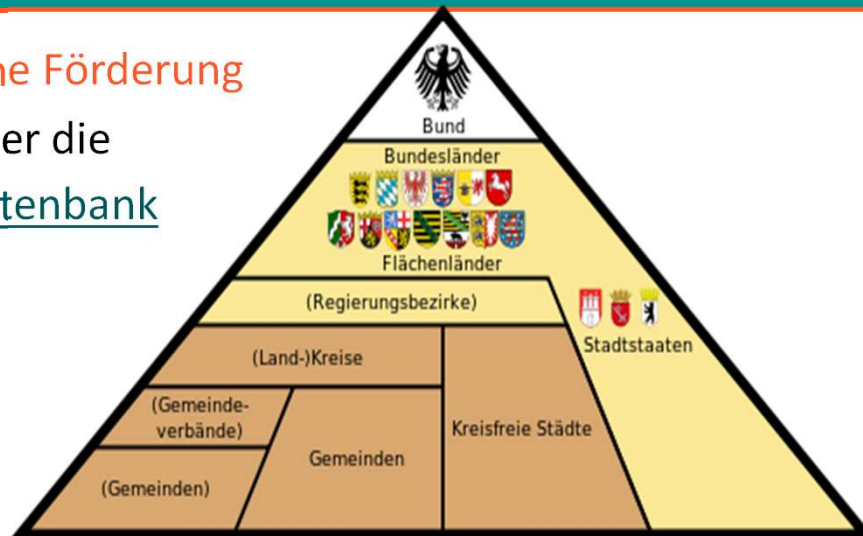 ne Förderung
er die
tenbank
Bund
Bundesländer
Flächenländer
(Regierungsbezirke)
Stadtstaaten
(Land-)Kreise
(Gemeinde-
verbände)
Kreisfreie Städte
Gemeinden
(Gemeinden)